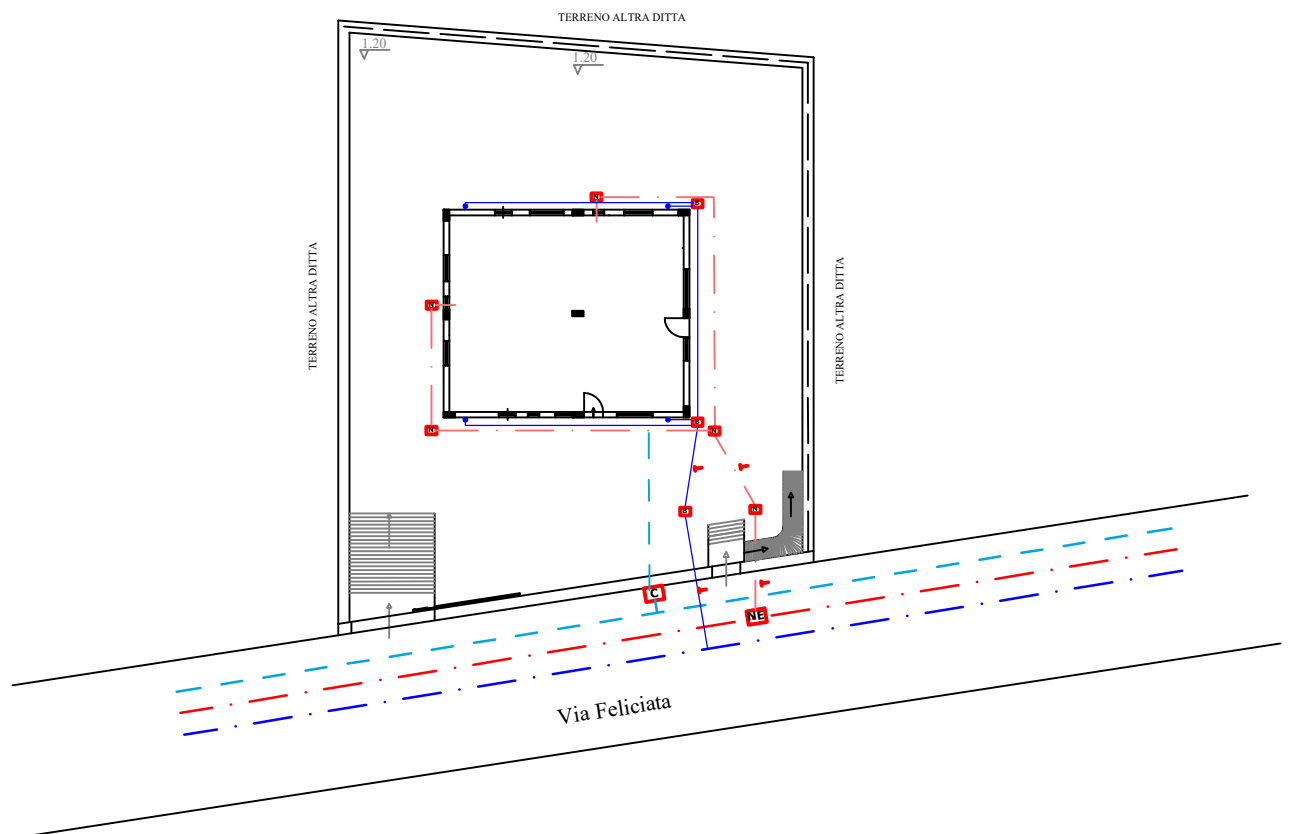 TERRENO ALTRA DITTA
1.20
1.20
TERRENO ALTRA DITTA
TERRENO ALTRA DITTA
N
B
N
N
B
N
B
N
C
NE
Via Feliciata